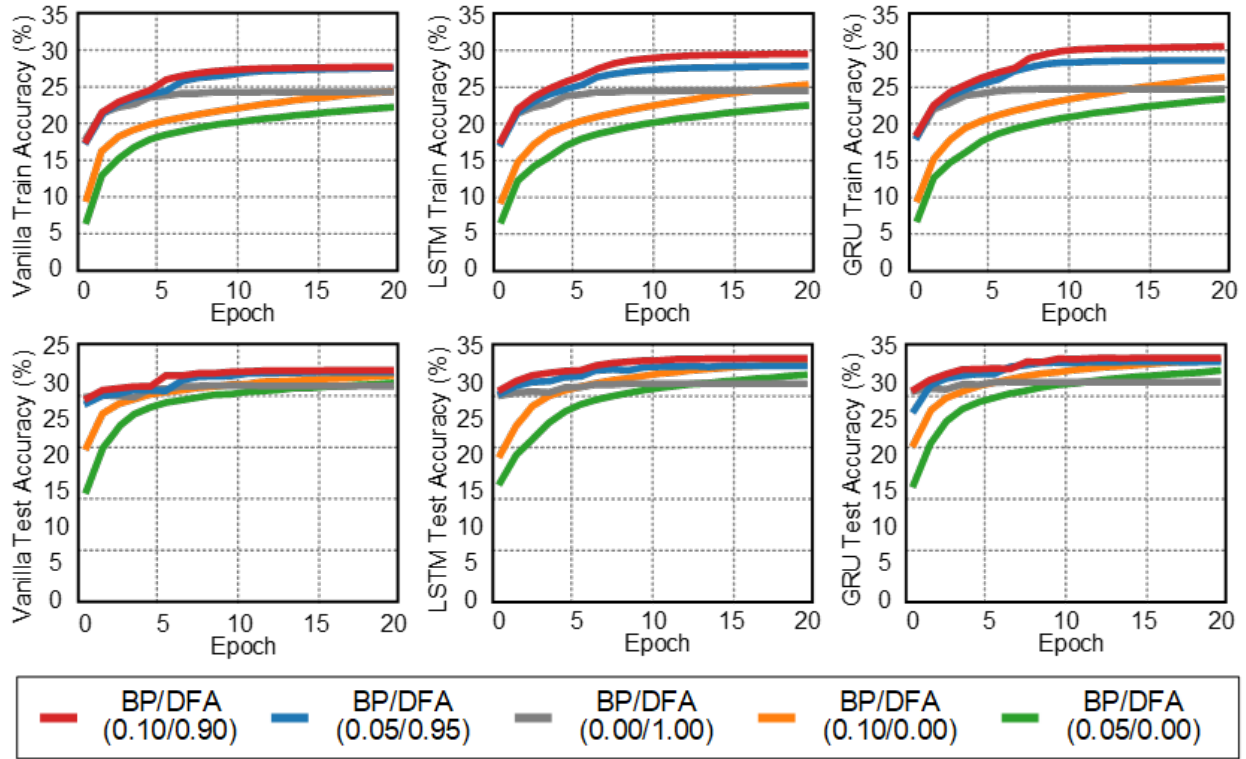 Vanilla Train Accuracy (%)
35
30
25
20
15
10
5
0
0 5 10 15 20
Epoch
LSTM Train Accuracy (%)
35
30
25
20
15
10
5
0
0 5 10 15 20
Epoch
GRU Train Accuracy (%)
35
30
25
20
15
10
5
0
0 5 10 15 20
Epoch
Vanilla Test Accuracy (%)
25
30
25
20
15
10
5
0
0 5 10 15 20
Epoch
LSTM Test Accuracy (%)
35
30
25
20
15
10
5
0
0 5 10 15 20
Epoch
GRU Test Accuracy (%)
35
30
25
20
15
10
5
0
0 5 10 15 20
Epoch
BP/DFA
(0.10/0.90)
BP/DFA
(0.05/0.95)
BP/DFA
(0.00/1.00)
BP/DFA
(0.10/0.00)
BP/DFA
(0.05/0.00)